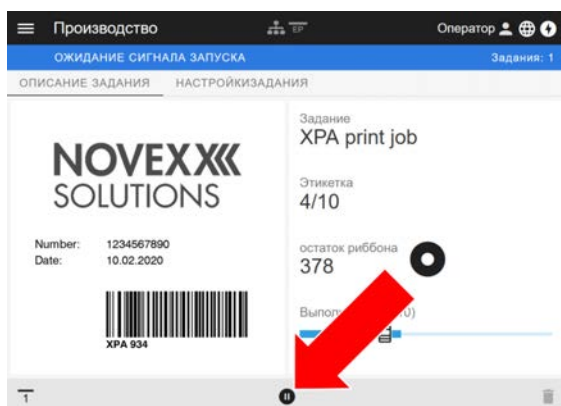 Производство
EP
Оператор
ОЖИДАНИЕ СИГНАЛА ЗАПУСКА
Задания: 1
ОПИСАНИЕ ЗАДАНИЯ
НАСТРОЙКИЗАДАНИЯ
NOVEXX
SOLUTIONS
Number: 1234567890
Date: 10.02.2020
XPA 934
Задание
XPA print job
Этикетка
4/10
остаток риббона
378
1